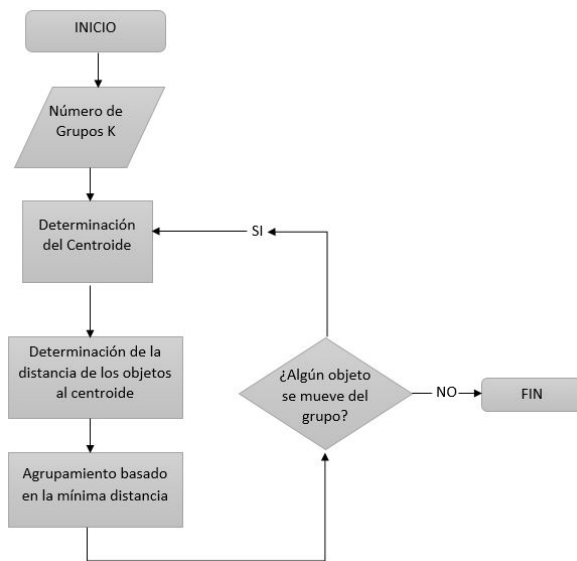 INICIO
Número de
Grupos K
Determinación
del Centroide
SI
Determinación de la
distancia de los objetos
al centroide
¿Algún objeto
se mueve del
grupo?
NO
FIN
Agrupamiento basado
en la mínima distancia